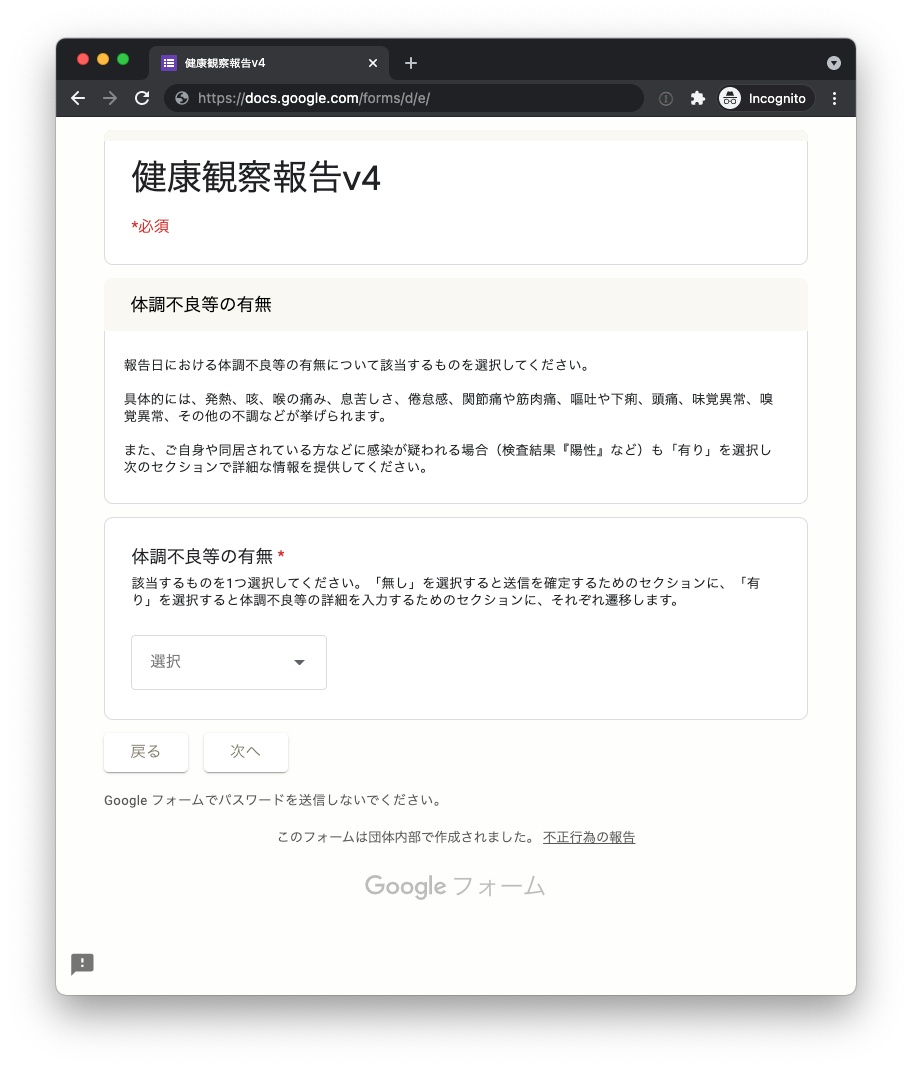 健康観察報告v4
https://docs.google.com/forms/d/e/
Incognito
健康観察報告v4
*必須
体調不良等の有無
報告日における体調不良等の有無について該当するものを選択してください。
具体的には、発熱、咳、喉の痛み、息苦しさ、倦怠感、関節痛や筋肉痛、嘔吐や下痢、頭痛、味覚異常、嗅
覚異常、その他の不調などが挙げられます。
また、ご自身や同居されている方などに感染が疑われる場合（検査結果『陽性』など）も「有り」を選択し
次のセクションで詳細な情報を提供してください。
体調不良等の有無 *
該当するものを1つ選択してください。「無し」を選択すると送信を確定するためのセクションに、「有
り」を選択すると体調不良等の詳細を入力するためのセクションに、それぞれ遷移します。
選択
戻る 次へ
Google フォームでパスワードを送信しないでください。
このフォームは団体内部で作成されました。 不正行為の報告
Google フォーム